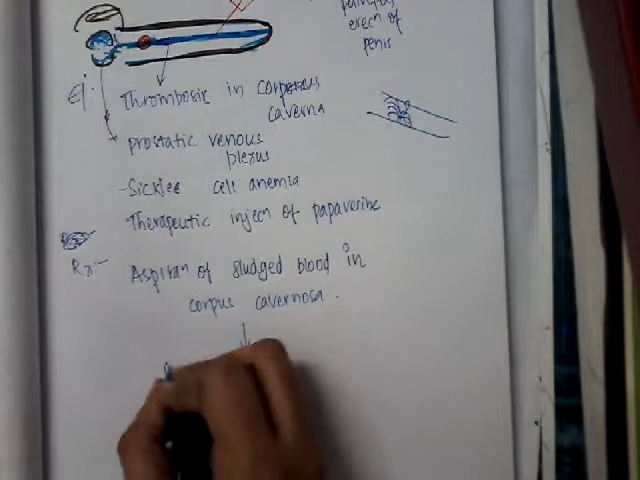 painful
erecn of
penis
Thrombosis in corporus
caverna
prostatic venous
plexus
-Sickle cell anemia
Therapeutic injecn of papaverine
Rx:-
Aspiran of sludged blood in
corpus cavernosa.